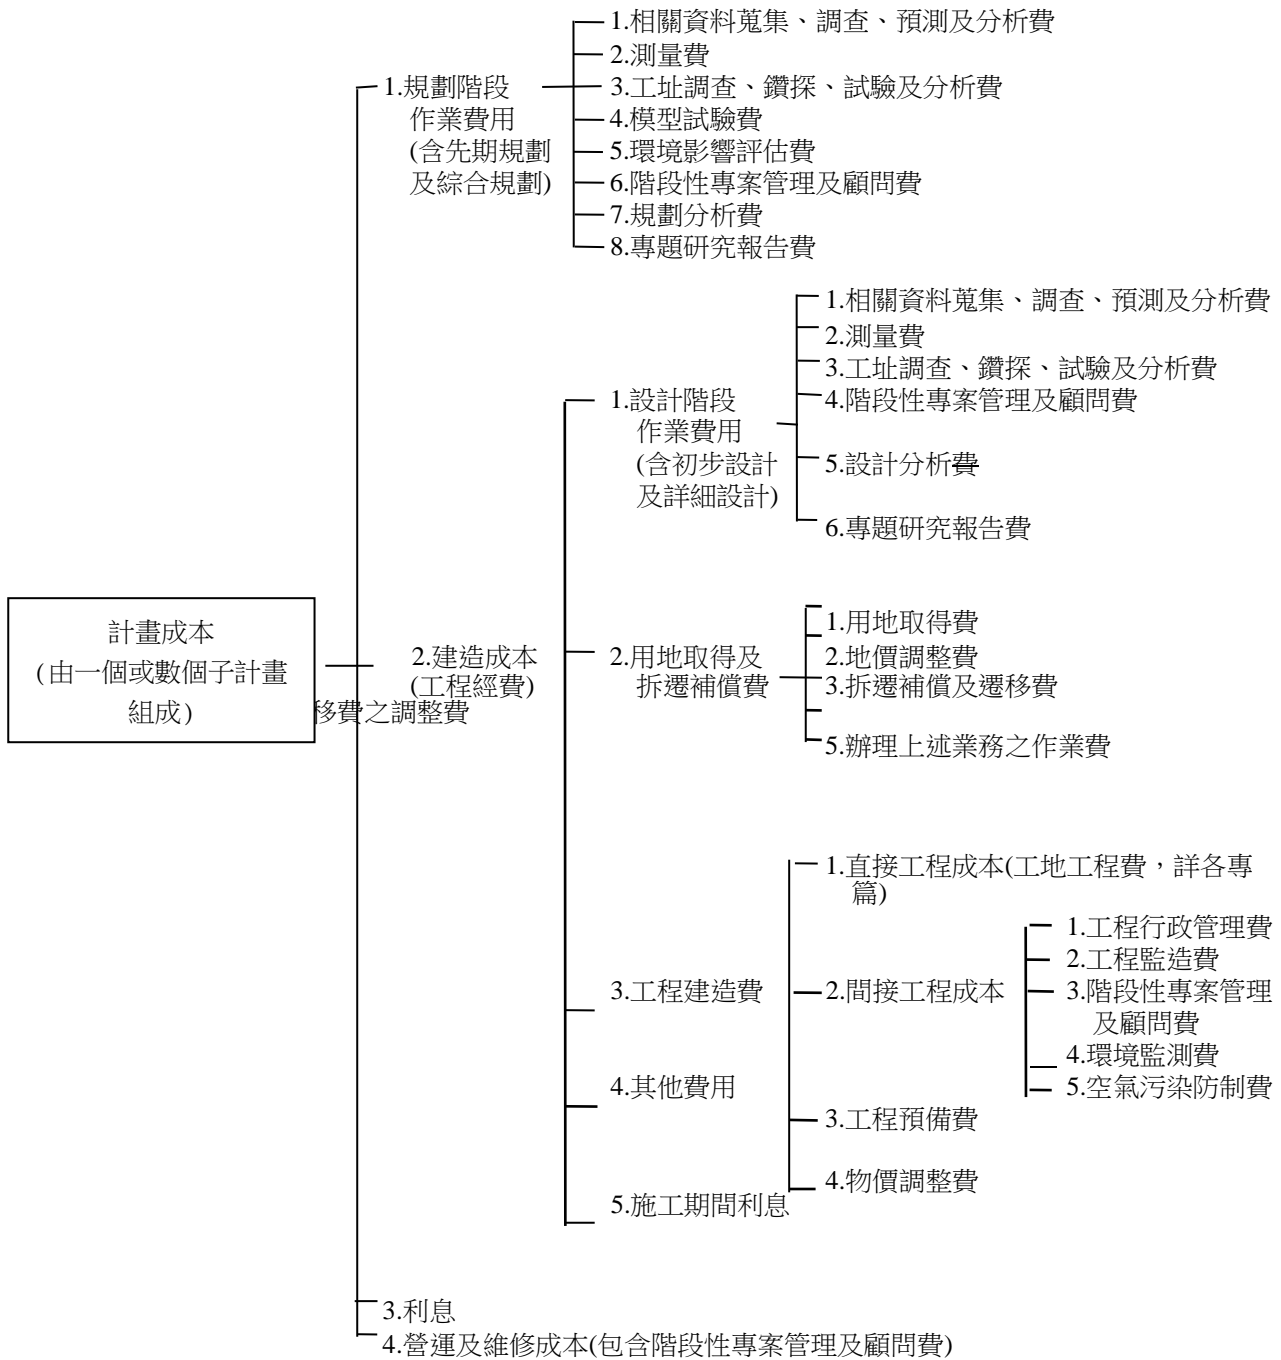 1.相關資料蒐集、調查、預測及分析費
2.測量費
1.規劃階段
3.工址調查、鑽探、試驗及分析費
作業費用
4.模型試驗費
(含先期規劃
5.環境影響評估費
及綜合規劃)
6.階段性專案管理及顧問費
7.規劃分析費
8.專題研究報告費
1.相關資料蒐集、調查、預測及分析費
2.測量費
3.工址調查、鑽探、試驗及分析費
1.設計階段
4.階段性專案管理及顧問費
作業費用
(含初步設計
5.設計分析費
及詳細設計)
6.專題研究報告費
計畫成本
(由一個或數個子計畫
組成)
2.建造成本
(工程經費)
移費之調整費
2.用地取得及
拆遷補償費
1.用地取得費
2.地價調整費
3.拆遷補償及遷移費
5.辦理上述業務之作業費
1.直接工程成本(工地工程費，詳各專
篇)
3.工程建造費
2.間接工程成本
1.工程行政管理費
2.工程監造費
3.階段性專案管理
及顧問費
4.環境監測費
5.空氣污染防制費
4.其他費用
3.工程預備費
4.物價調整費
5.施工期間利息
3.利息
4.營運及維修成本(包含階段性專案管理及顧問費)